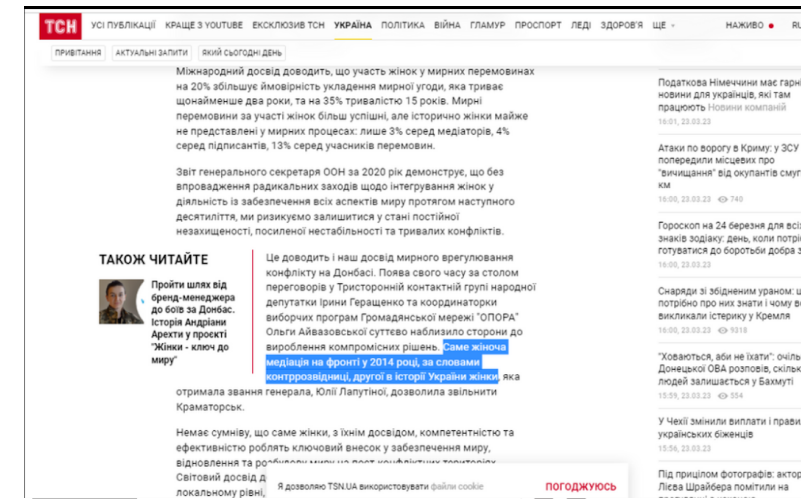 ТСН
УСІ ПУБЛІКАЦІЇ КРАЩЕ З YOUTUBE ЕКСКЛЮЗИВ ТСН УКРАЇНА ПОЛІТИКА ВІЙНА ГЛАМУР ПРОСПОРТ ЛЕДІ ЗДОРОВ'Я ЩЕ НАЖИВО RU
ПРИВІТАННЯ АКТУАЛЬНІ ЗАПИТИ ЯКИЙ СЬОГОДНІ ДЕНЬ
Міжнародний досвід доводить, що участь жінок у мирних перемовинах
на 20% збільшує ймовірність укладення мирної угоди, яка триває
щонайменше два роки, та на 35% тривалістю 15 років. Мирні
перемовини за участі жінок більш успішні, але історично жінки майже
не представлені у мирних процесах: лише 3% серед медіаторів, 4%
серед підписантів, 13% серед учасників перемовин.
Звіт генерального секретаря ООН за 2020 рік демонструє, що без
впровадження радикальних заходів щодо інтегрування жінок у
діяльність із забезпечення всіх аспектів миру протягом наступного
десятиліття, ми ризикуємо залишитися у стані постійної
незахищеності, посиленої нестабільності та тривалих конфліктів.
ТАКОЖ ЧИТАЙТЕ
Пройти шлях від
бренд-менеджера
до боїв за Донбас.
Історія Андріани
Арехти у проєкті
"Жінки - ключ до
миру"
Це доводить і наш досвід мирного врегулювання
конфлікту на Донбасі. Поява свого часу за столом
переговорів у Тристоронній контактній групі народної
депутатки Ірини Геращенко та координаторки
виборчих програм Громадянської мережі "ОПОРА"
Ольги Айвазовської суттєво наблизило сторони до
вироблення компромісних рішень. Саме жіноча
медіація на фронті у 2014 році, за словами
контррозвідниці, другої в історії України жінки, яка
отримала звання генерала, Юлії Лапутіної, дозволила звільнити
Краматорськ.
Немає сумніву, що саме жінки, з їхнім досвідом, компетентністю та
ефективністю роблять ключовий внесок у забезпечення миру,
відновлення та
Світовий досвід
локальному рівні,
Я дозволяю TSN.UA використовувати файли cookie
ПОГОДЖУЮСЬ
Податкова Німеччини має
новини для українців, які там
працюють Новини компаній
16:01, 23.03.23
Атаки по ворогу в Криму: у ЗСУ
попередили місцевих про
"вичищання" від окупантів
км
16:00, 23.03.23 740
Гороскоп на 24 березня для
знаків зодіаку: день, коли
готуватися до боротьби добра з
16:00, 23.03.23
Снаряди зі збідненим ураном:
потрібно про них знати і чому
викликали істерику у Кремля
16:00, 23.03.23 9318
"Ховаються, аби не їхати":
Донецької ОВА розповів,
людей залишається у Бахмуті
15:59, 23.03.23 554
У Чехії змінили виплати і
українських біженців
15:56, 23.03.23
Під прицілом фотографів:
Лієва Шрайбера помітили на